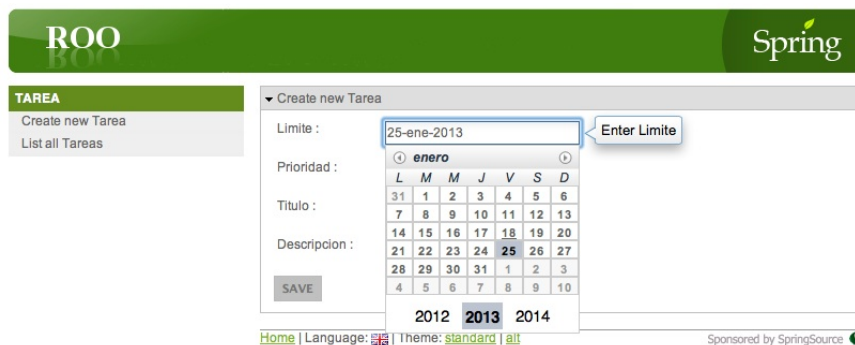 ROO
Spring
TAREA
Create new Tarea
List all Tareas
Create new Tarea
Limite :
25-ene-2013
Enter Limite
enero
L M M J V S D
31 1 2 3 4 5 6
7 8 9 10 11 12 13
14 15 16 17 18 19 20
21 22 23 24 25 26 27
28 29 30 31 1 2 3
4 5 6 7 8 9 10
2012 2013 2014
Prioridad :
Titulo :
Descripcion :
SAVE
Home | Language: | Theme: standard | alt
Sponsored by SpringSource